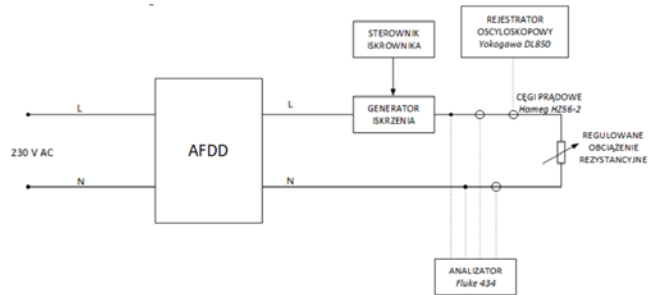 STEROWNIK
ISKROWNIKA
REJESTRATOR
OSCYLOSKOPOWY
Yokogawa DL850
L
L
GENERATOR
ISKRZENIA
CĘGI PRĄDOWE
Hameg HZ56-2
230 V AC
AFDD
REGULOWANE
OBCIĄŻENIE
REZYSTANCYJNE
N
N
ANALIZATOR
Fluke 434